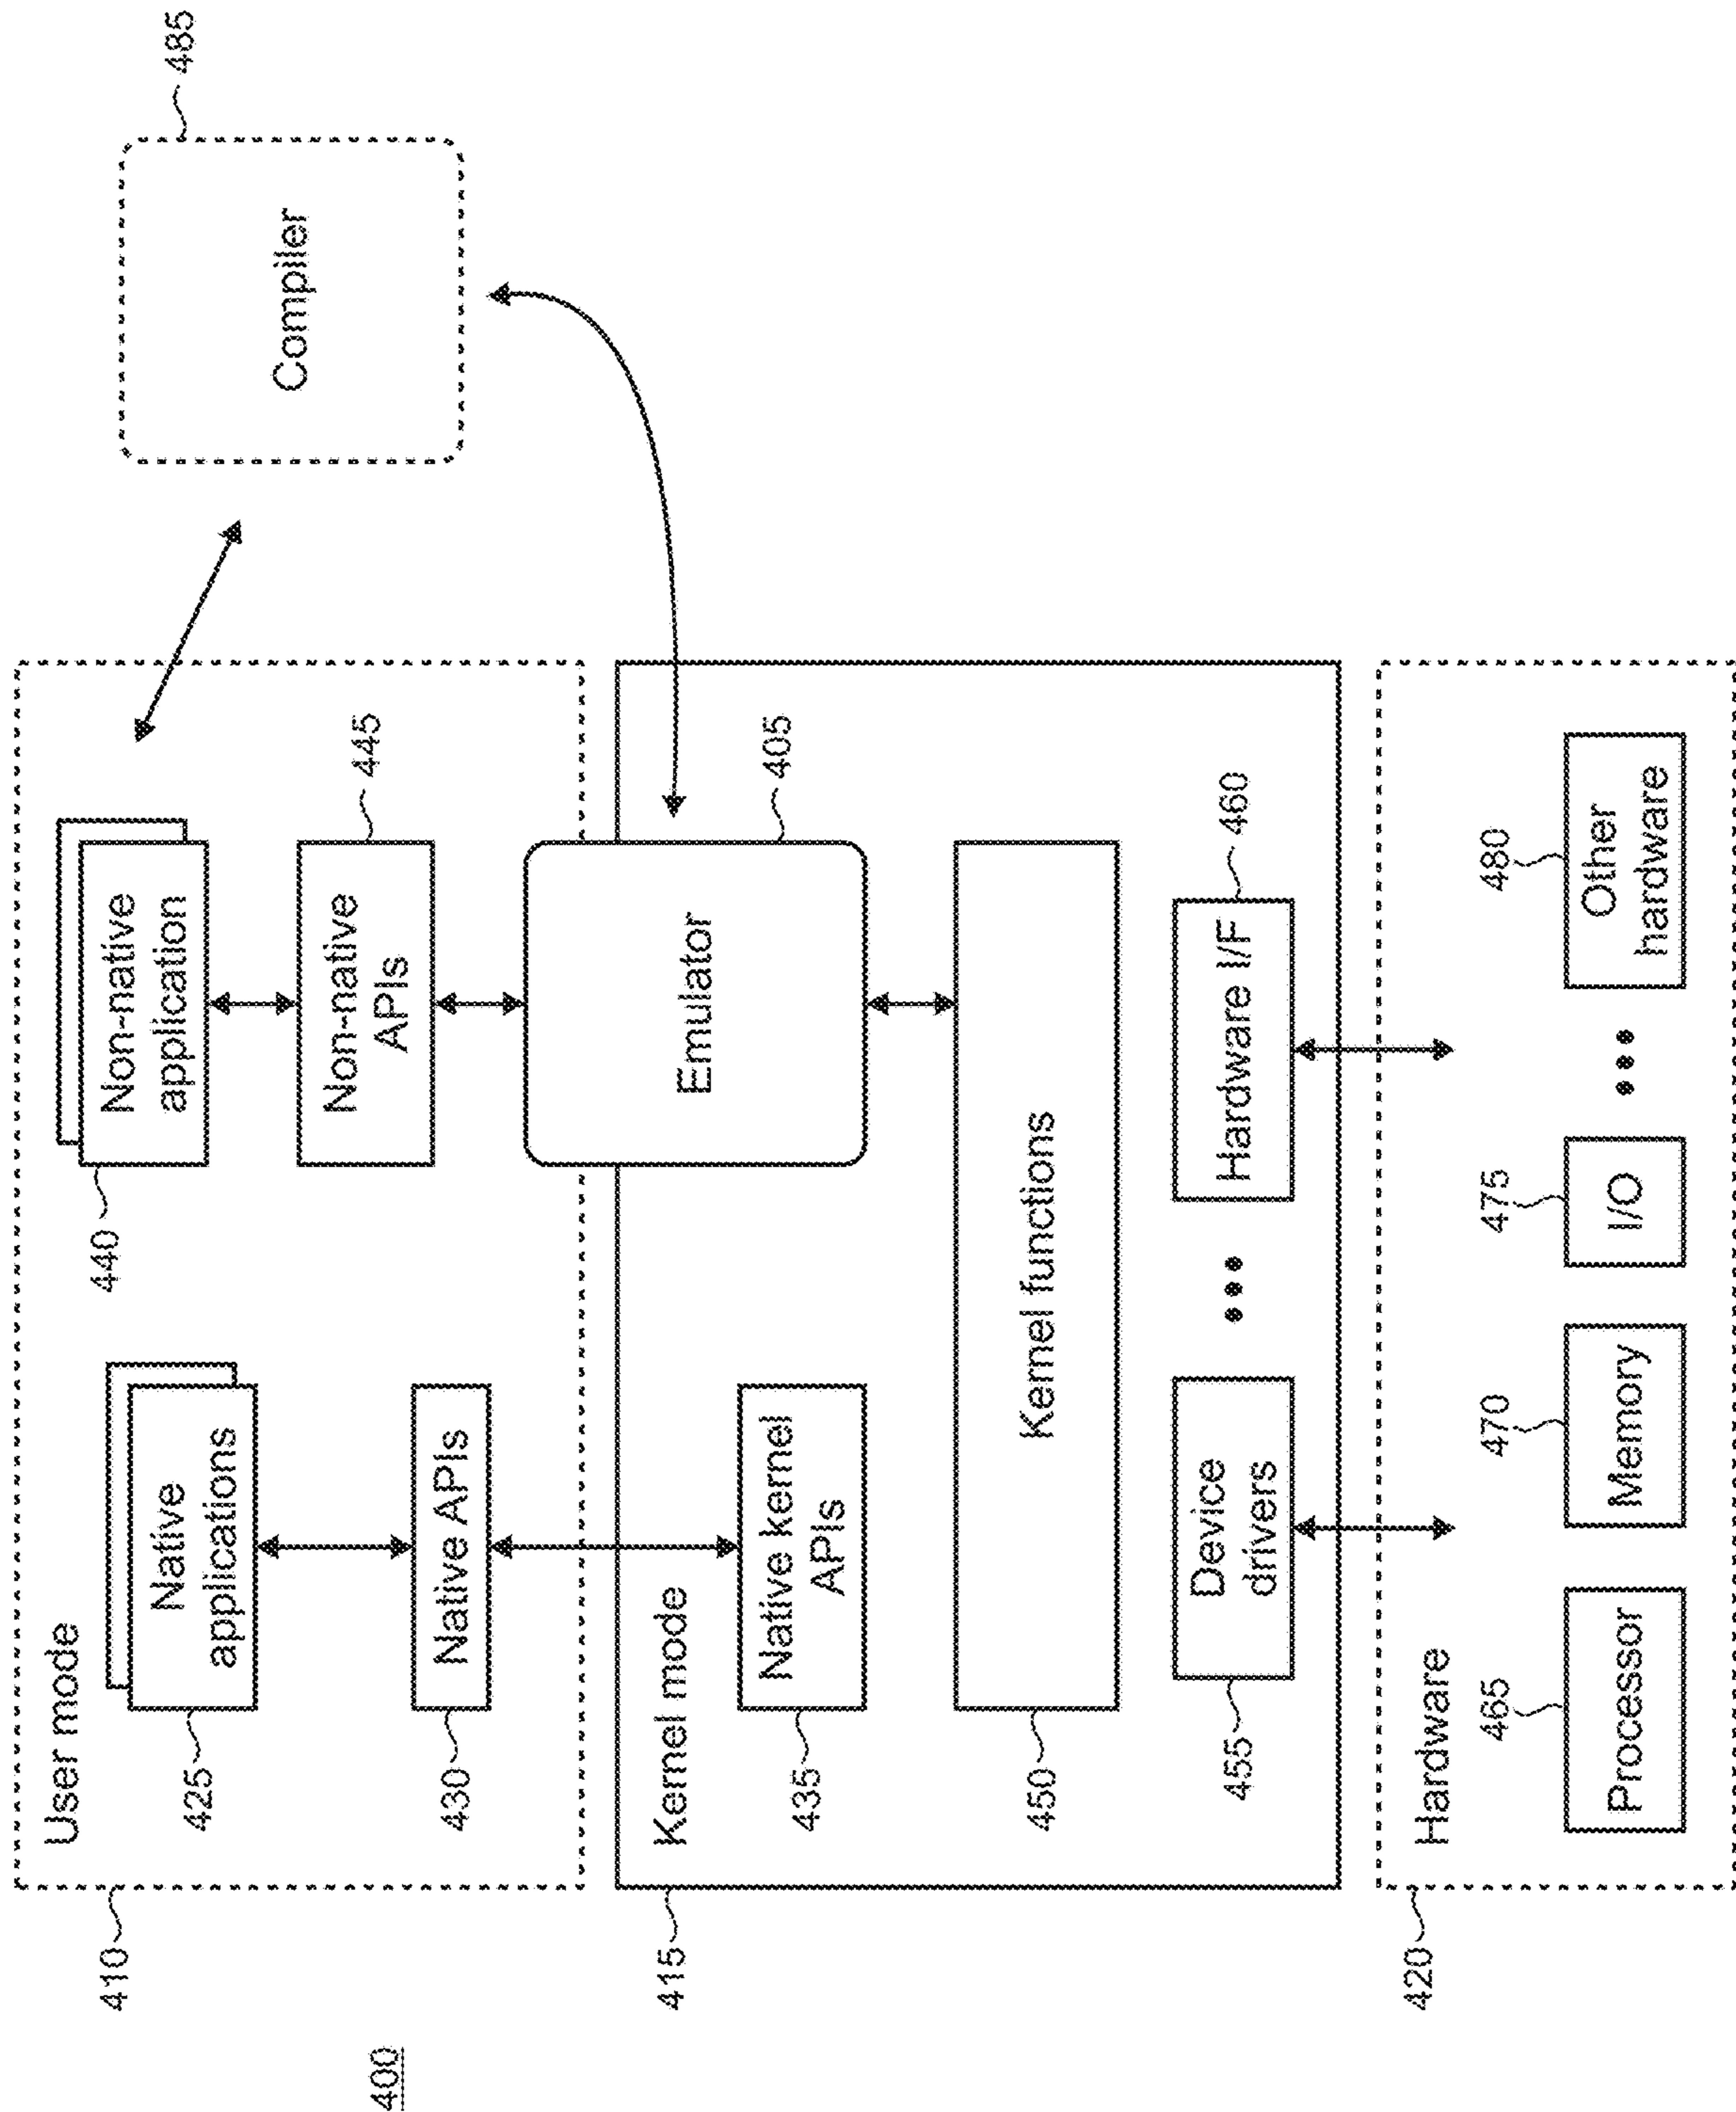 400
410
User mode
425
Native
applications
430
Native APIs
440
Non-native
application
Non-native
APIs
445
485
Compiler
415
Kernel mode
435
Native kernel
APIs
Emulator
405
450
Kernel functions
455
Device
drivers
•••
Hardware I/F
460
420
Hardware
465
Processor
470
Memory
475
I/O
•••
480
Other
hardware